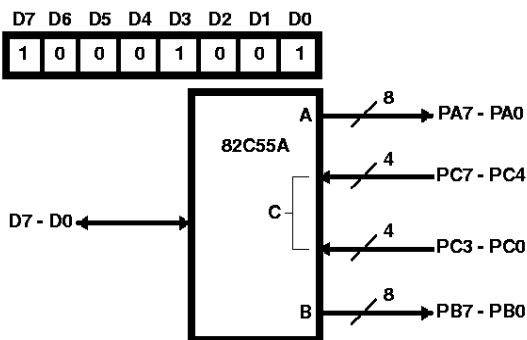 D7 D6 D5 D4 D3 D2 D1 D0
1 0 0 0 1 0 0 1
A 8 PA7 - PA0
82C55A
4 PC7 - PC4
C
D7 - D0
4 PC3 - PC0
B 8 PB7 - PB0